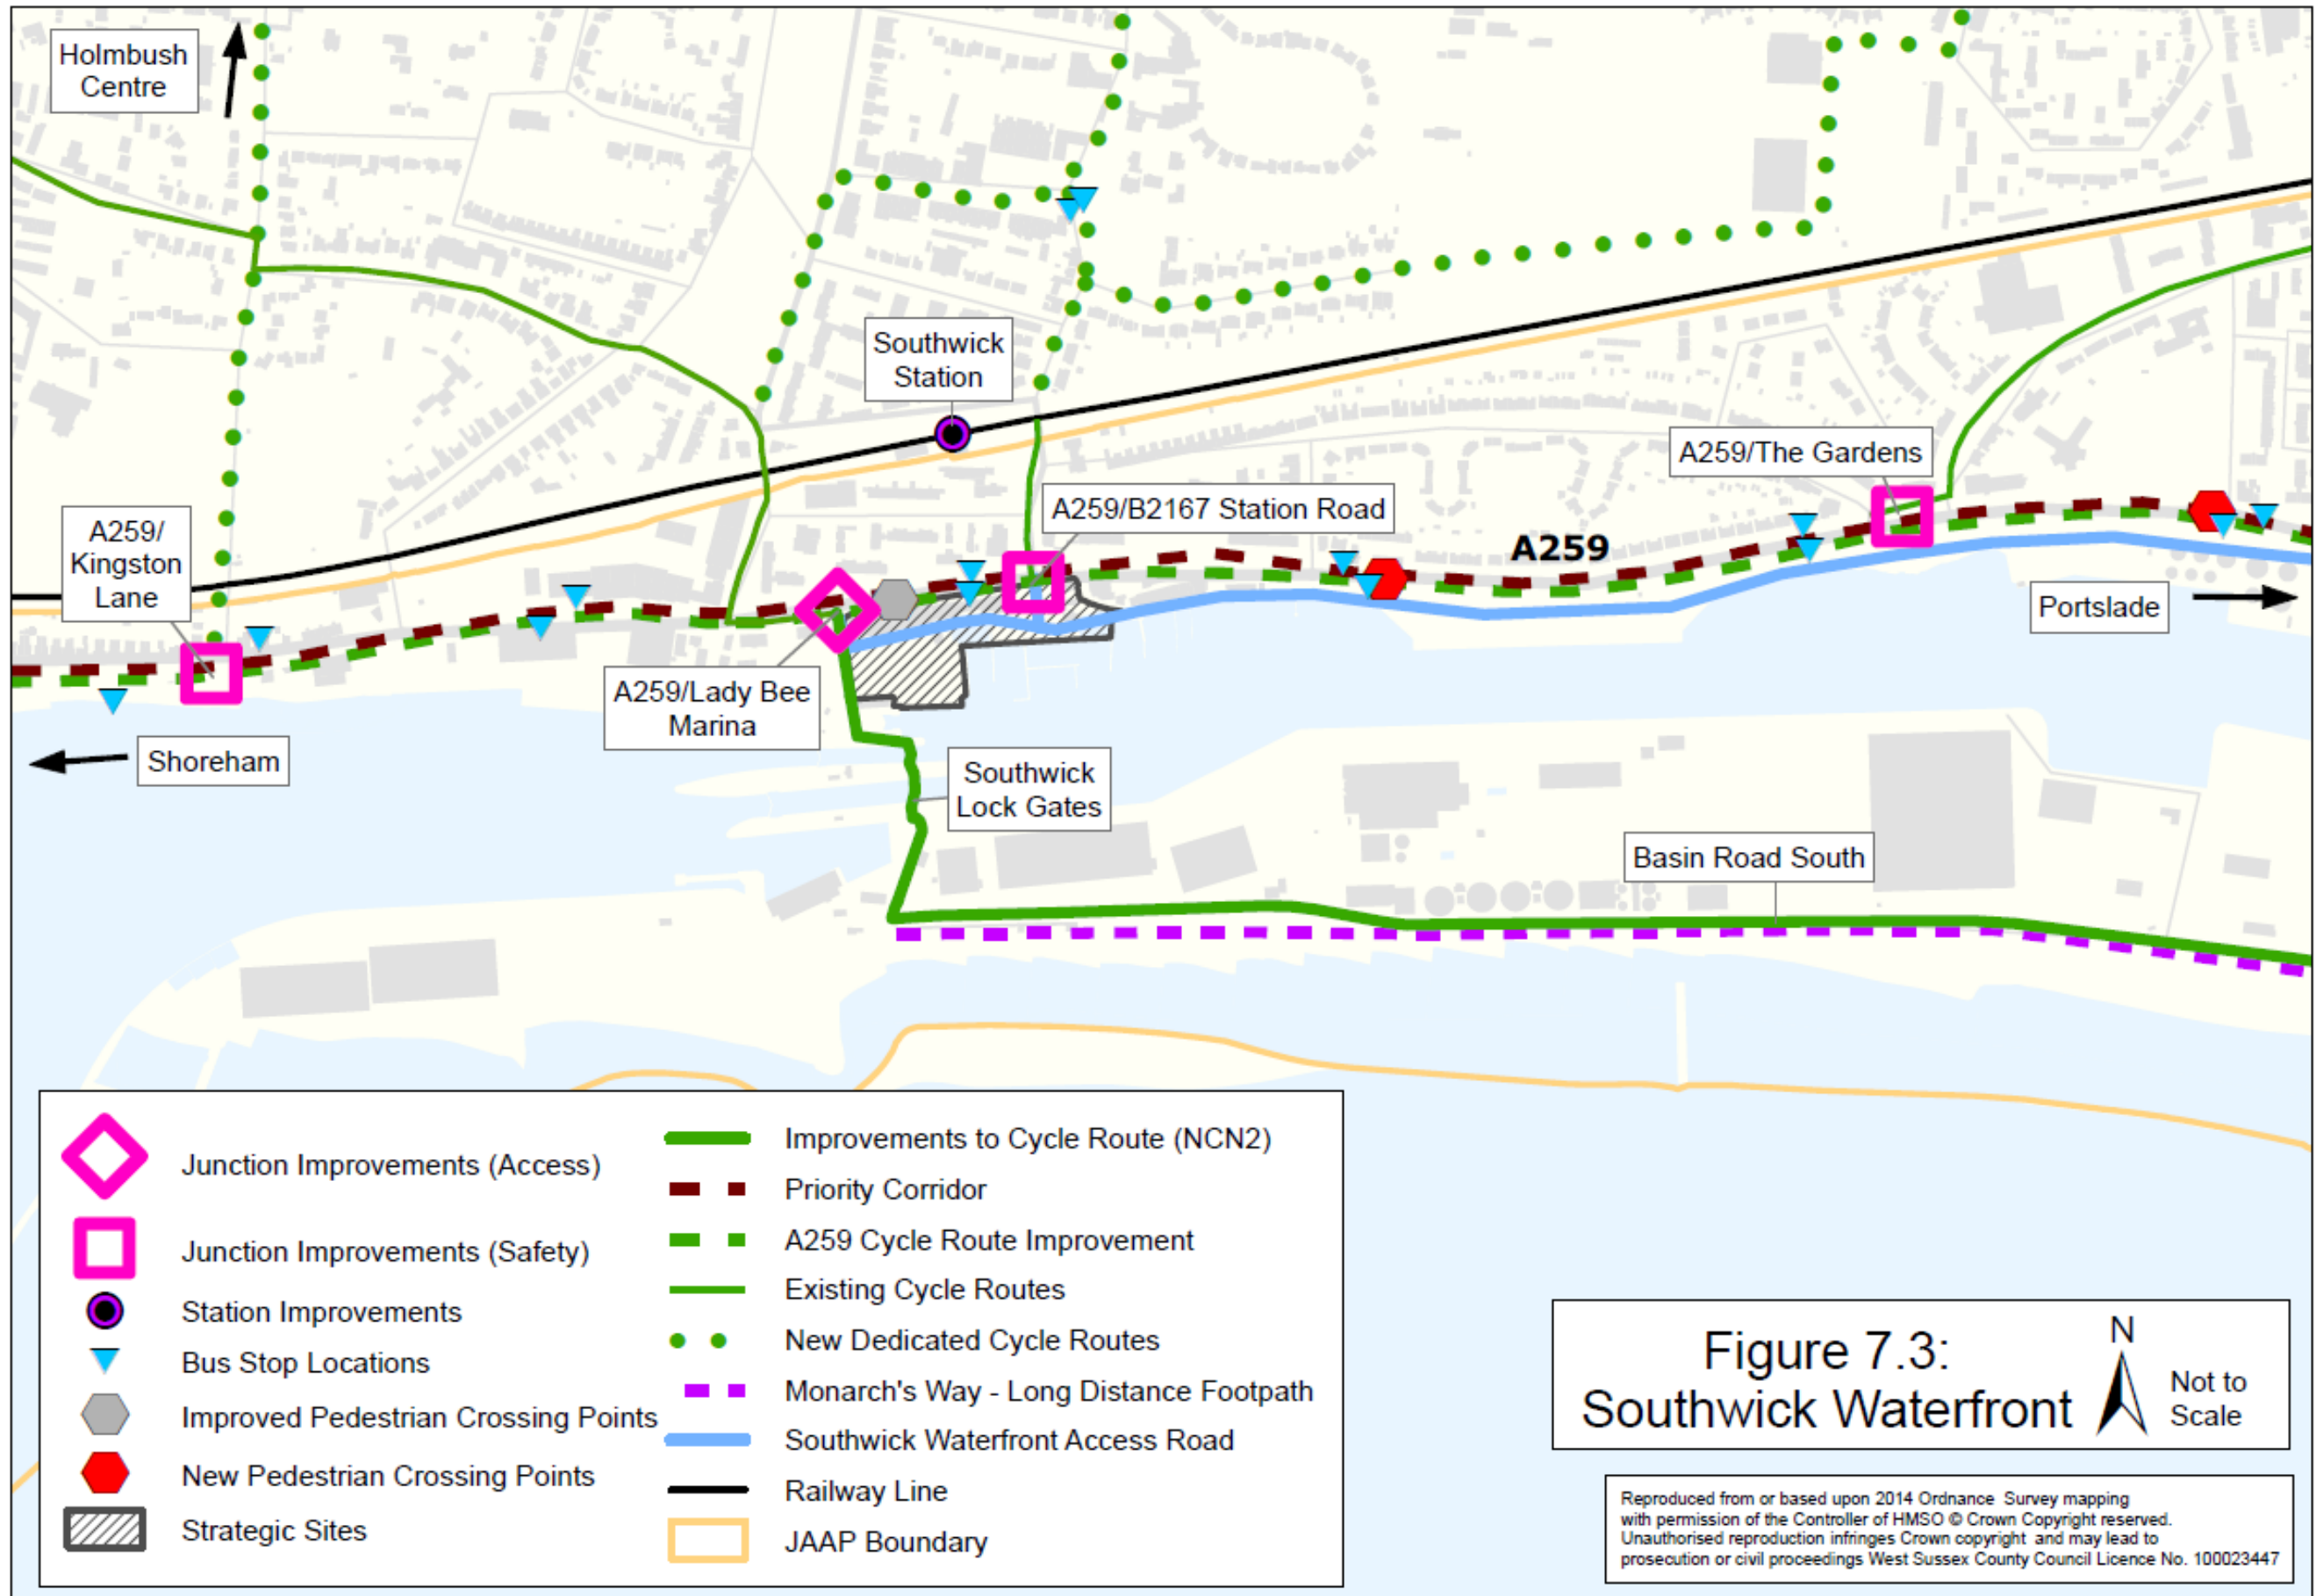 Holmbush
Centre
Southwick
Station
A259/The Gardens
A259/B2167 Station Road
A259/
Kingston
Lane
A259
Portslade
A259/Lady Bee
Marina
Shoreham
Southwick
Lock Gates
Basin Road South
Junction Improvements (Access)
Junction Improvements (Safety)
Station Improvements
Bus Stop Locations
Improved Pedestrian Crossing Points
New Pedestrian Crossing Points
Strategic Sites
Improvements to Cycle Route (NCN2)
Priority Corridor
A259 Cycle Route Improvement
Existing Cycle Routes
New Dedicated Cycle Routes
Monarch's Way - Long Distance Footpath
Southwick Waterfront Access Road
Railway Line
JAAP Boundary
Figure 7.3:
Southwick Waterfront
N
Not to
Scale
Reproduced from or based upon 2014 Ordnance Survey mapping
with permission of the Controller of HMSO © Crown Copyright reserved.
Unauthorised reproduction infringes Crown copyright and may lead to
prosecution or civil proceedings West Sussex County Council Licence No. 100023447